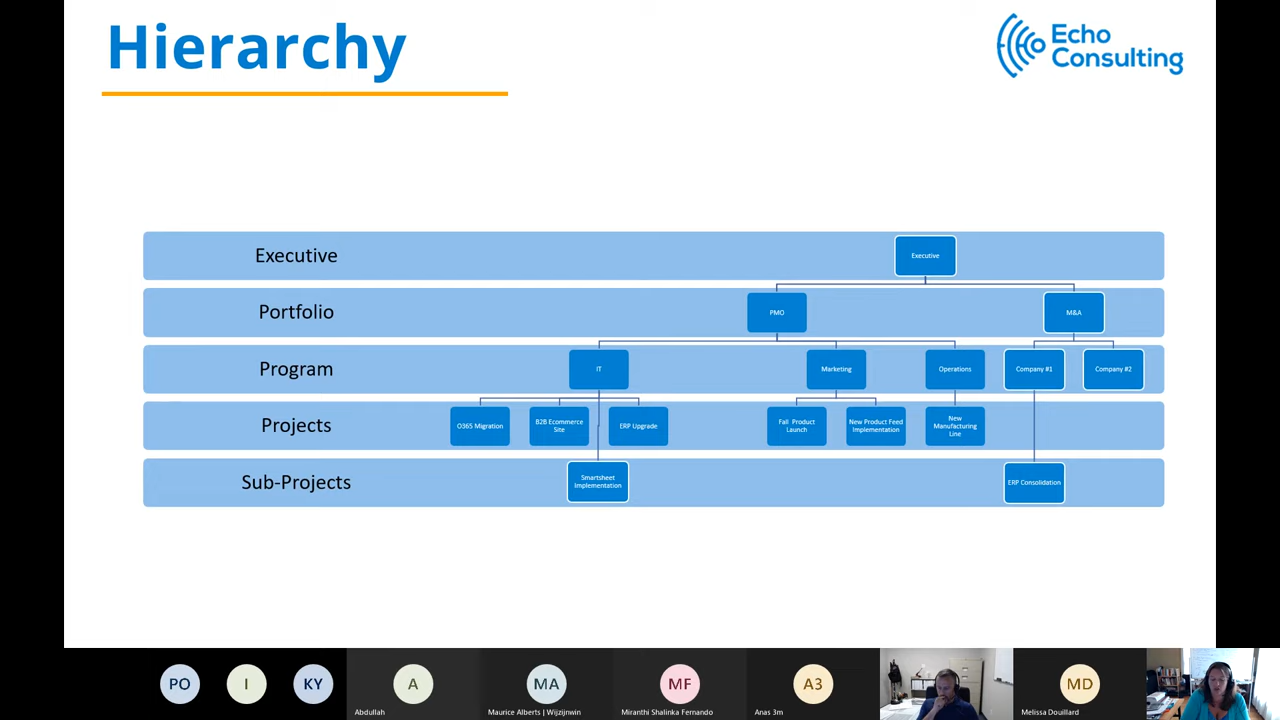 Hierarchy
Echo
Consulting
Executive
Executive
Portfolio
PMO
M&A
Program
IT
Marketing
Operations
Company #1
Company #2
Projects
O365 Migration
B2B Ecommerce
Site
ERP Upgrade
Fall Product
Launch
New Product Feed
Implementation
New
Manufacturing
Line
Sub-Projects
Smartsheet
Implementation
ERP Consolidation
PO
I
KY
A
Abdullah
MA
Maurice Alberts | Wijzijnwin
MF
Miranthi Shalinka Fernando
A3
Anas 3m
MD
Melissa Douillard